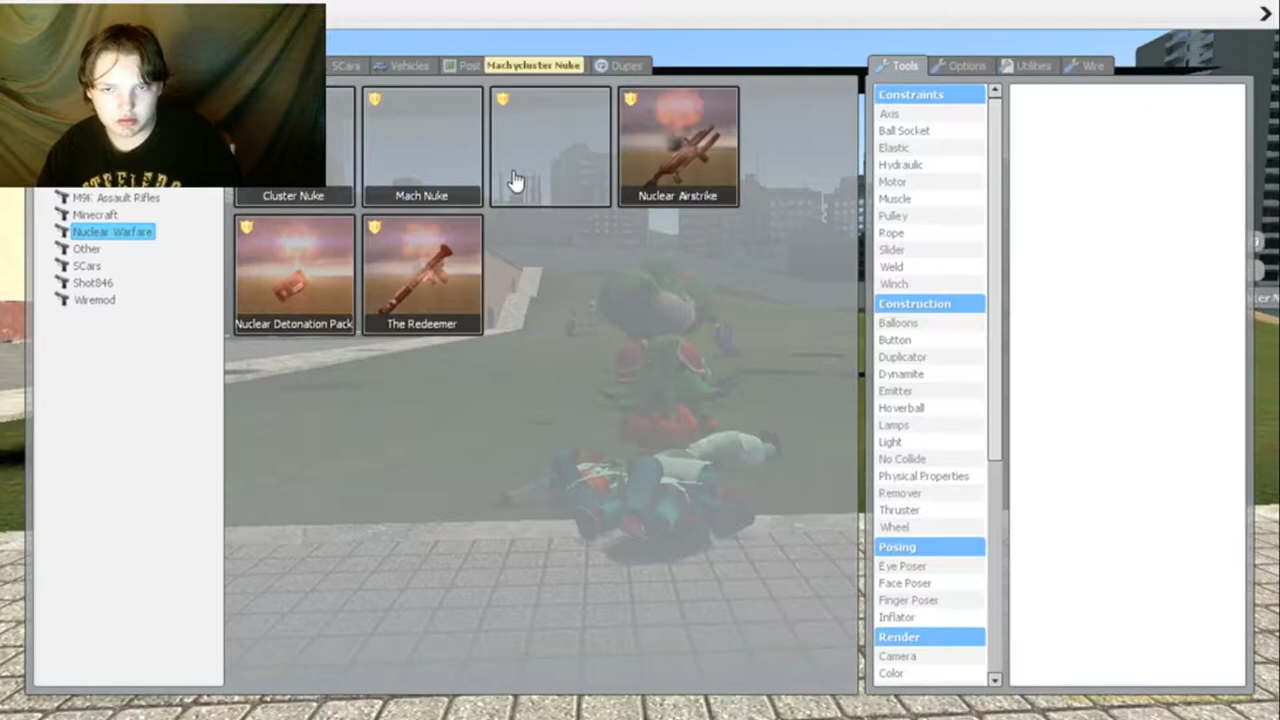 SCars
Vehicles
Post
Machycluster Nuke
Dupes
Tools
Options
Utilities
Wire
Cluster Nuke
Mach Nuke
Nuclear Airstrike
Nuclear Detonation Pack
The Redeemer
M9K Assault Rifles
Minecraft
Nuclear Warfare
Other
SCars
Shot846
Wiremod
Constraints
Axis
Ball Socket
Elastic
Hydraulic
Motor
Muscle
Pulley
Rope
Slider
Weld
Winch
Construction
Balloons
Button
Duplicator
Dynamite
Emitter
Hoverball
Lamps
Light
No Collide
Physical Properties
Remover
Thruster
Wheel
Posing
Eye Poser
Face Poser
Finger Poser
Inflator
Render
Camera
Color